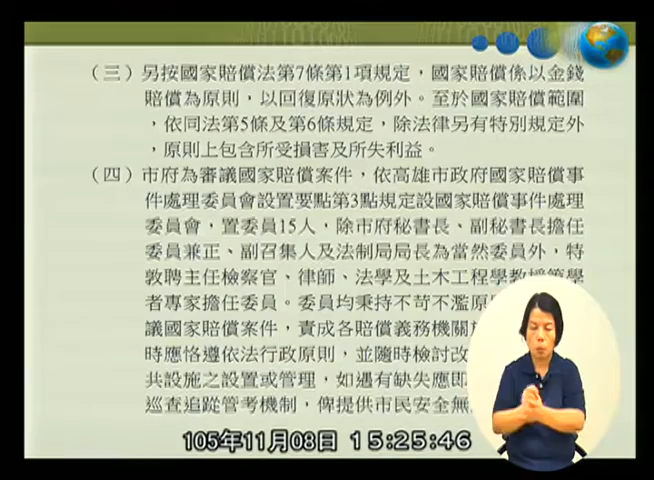 （三）另按國家賠償法第7條第1項規定，國家賠償係以金錢
賠償為原則，以回復原狀為例外。至於國家賠償範圍
，依同法第5條及第6條規定，除法律另有特別規定外
，原則上包含所受損害及所失利益。
（四）市府為審議國家賠償案件，依高雄市政府國家賠償事
件處理委員會設置要點第3點規定設國家賠償事件處理
委員會，置委員15人，除市府秘書長、副秘書長擔任
委員兼正、副召集人及法制局局長為當然委員外，特
敦聘主任檢察官、律師、法學及土木工程學教授等學
者專家擔任委員。委員均秉持不苛不濫原
議國家賠償案件，責成各賠償義務機關
時應恪遵依法行政原則，並隨時檢討改
共設施之設置或管理，如遇有缺失應即
巡查追蹤管考機制，俾提供市民安全無
105年11月08日 15:25:46